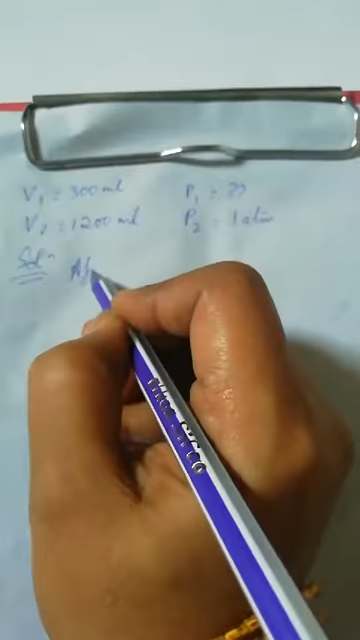 V₁ = 300 ml P₁ = ??
V₂ = 1200 ml P₂ = 1 atm
Solⁿ